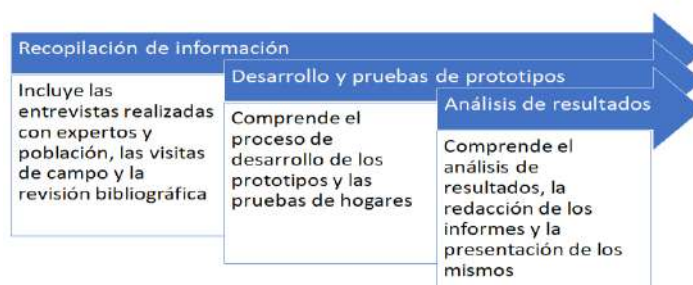 Recopilación de información
Incluye las
entrevistas realizadas
con expertos y
población, las visitas
de campo y la
revisión bibliográfica
Desarrollo y pruebas de prototipos
Comprende el
proceso de
desarrollo de los
prototipos y las
pruebas de hogares
Análisis de resultados
Comprende el
análisis de
resultados, la
redacción de los
informes y la
presentación de los
mismos